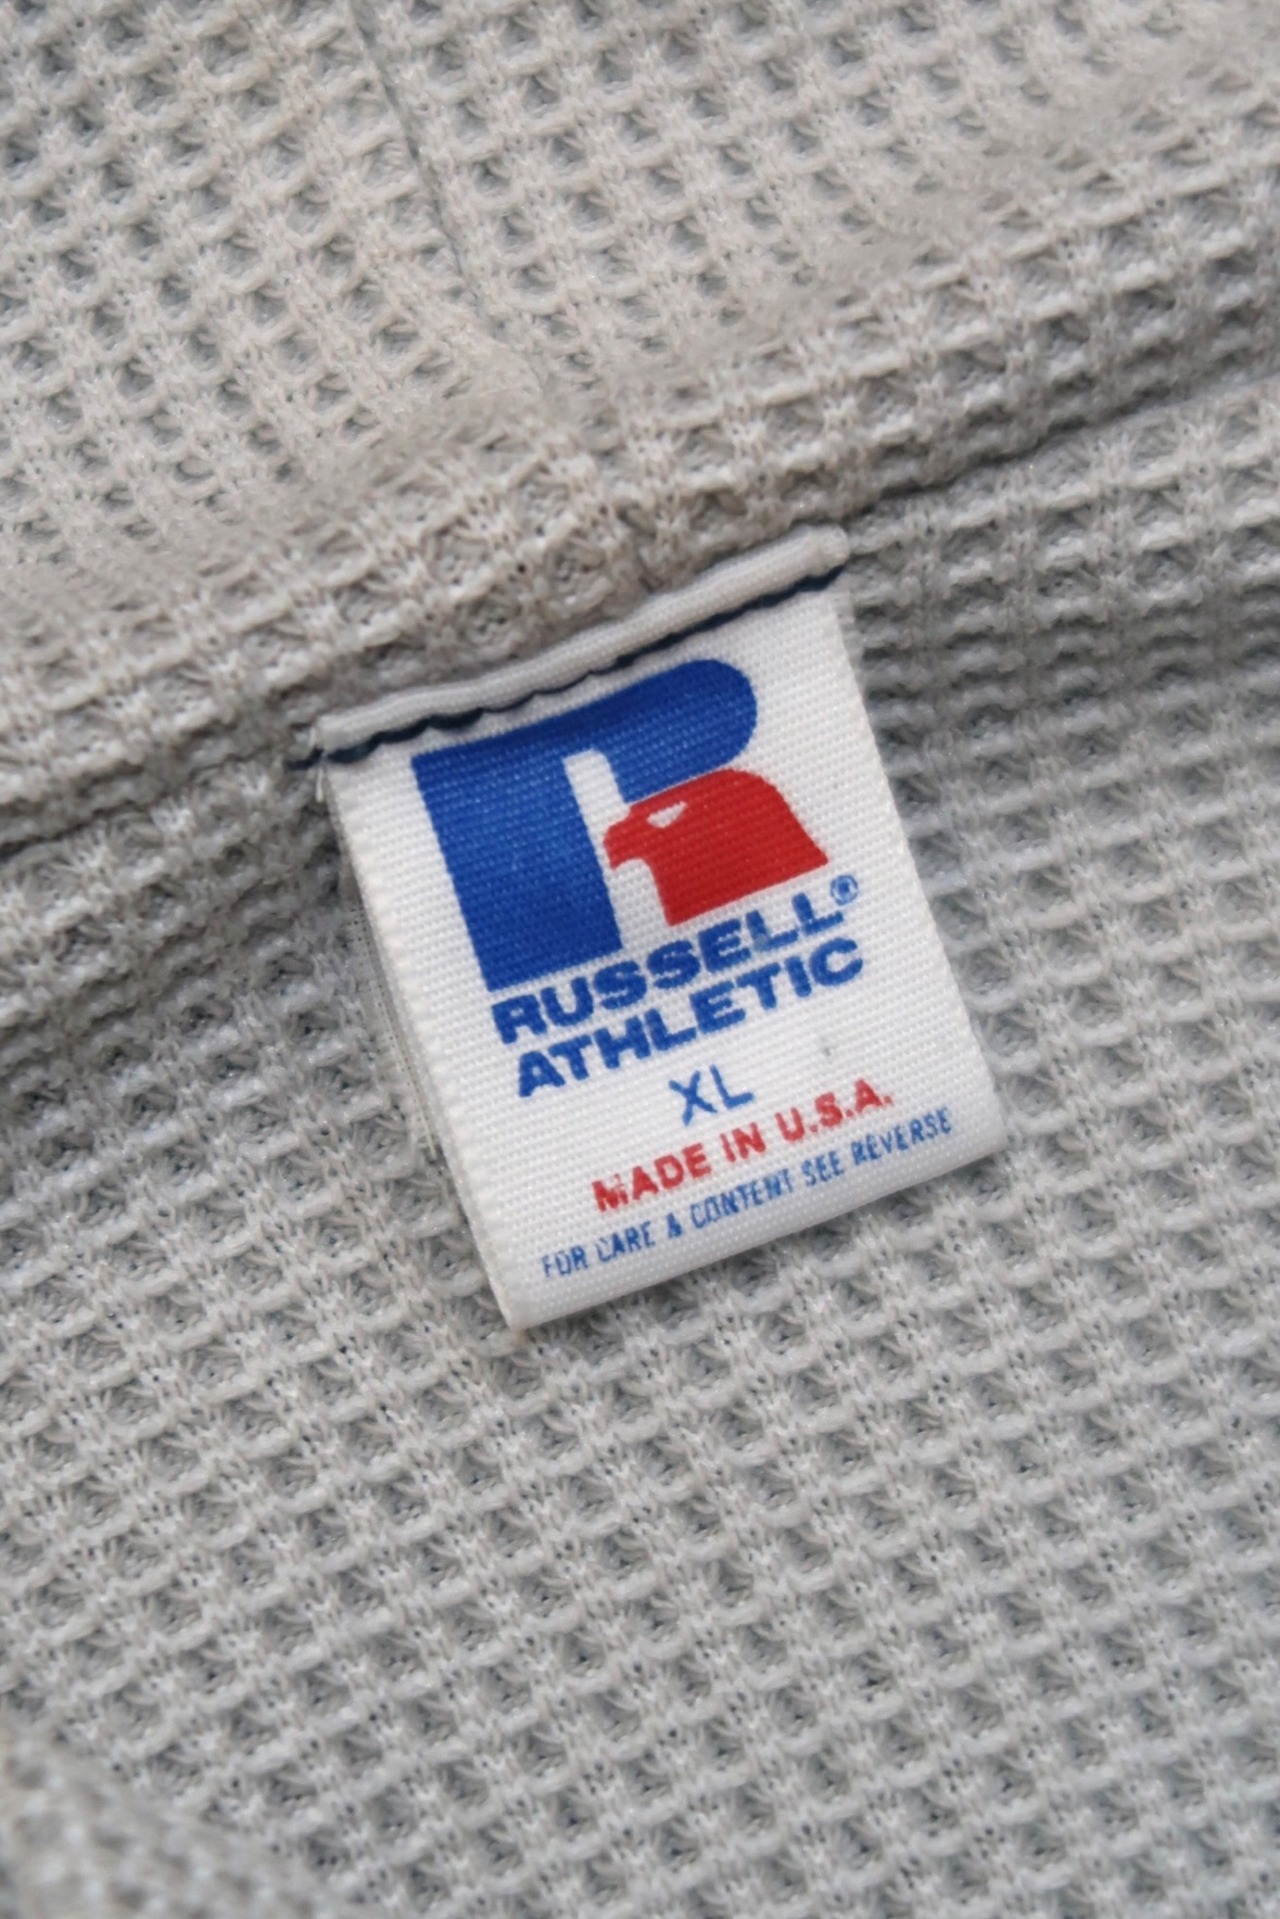 RUSSELL®
ATHLETIC
XL
MADE IN U.S.A.
FOR CARE & CONTENT SEE REVERSE